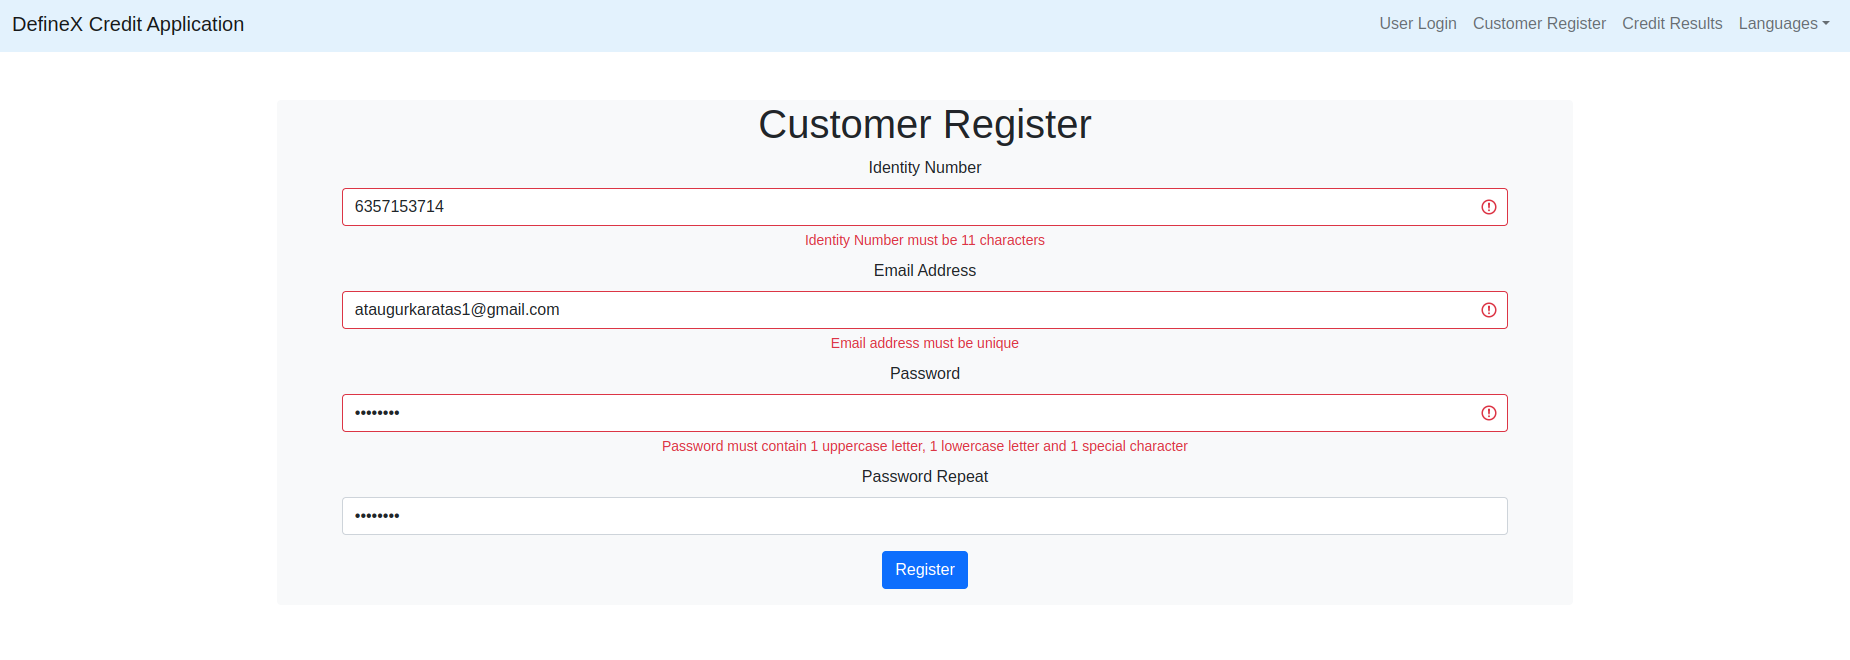 DefineX Credit Application User Login Customer Register Credit Results Languages
Customer Register
Identity Number
6357153714
Identity Number must be 11 characters
Email Address
ataugurkaratas1@gmail.com
Email address must be unique
Password
••••••••
Password must contain 1 uppercase letter, 1 lowercase letter and 1 special character
Password Repeat
••••••••
Register